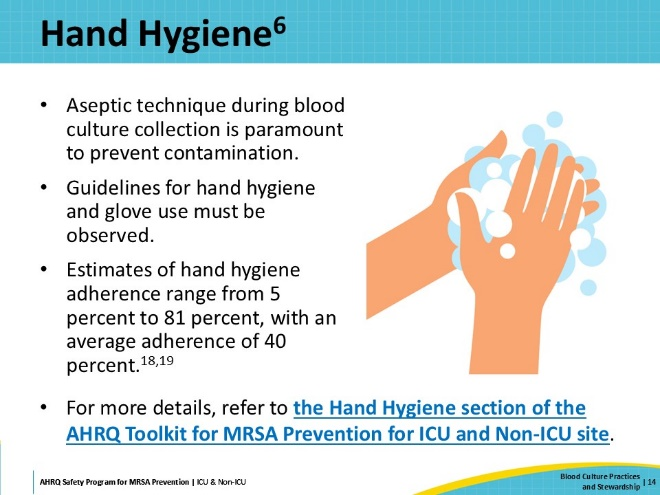 Hand Hygiene6
• Aseptic technique during blood
culture collection is paramount
to prevent contamination.
• Guidelines for hand hygiene
and glove use must be
observed.
• Estimates of hand hygiene
adherence range from 5
percent to 81 percent, with an
average adherence of 40
percent.18,19
• For more details, refer to the Hand Hygiene section of the
AHRQ Toolkit for MRSA Prevention for ICU and Non-ICU site.
AHRQ Safety Program for MRSA Prevention | ICU & Non-ICU
Blood Culture Practices
and Stewardship | 14